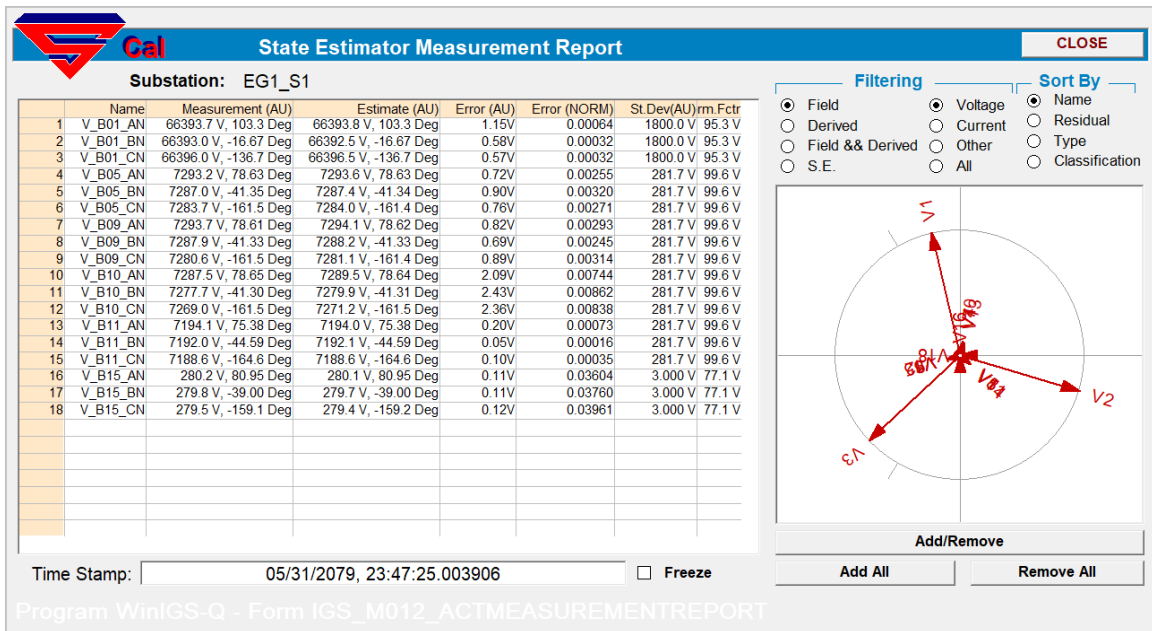 Cal
State Estimator Measurement Report
CLOSE
Substation: EG1_S1
Filtering
Sort By
Field
Voltage
Name
Derived
Current
Residual
Field && Derived
Other
Type
S.E.
All
Classification
Name Measurement (AU) Estimate (AU) Error (AU) Error (NORM) St.Dev(AU) rm.Fctr
1 V_B01_AN 66393.7 V, 103.3 Deg 66393.8 V, 103.3 Deg 1.15V 0.00064 1800.0 V 95.3 V
2 V_B01_BN 66393.0 V, -16.67 Deg 66392.5 V, -16.67 Deg 0.58V 0.00032 1800.0 V 95.3 V
3 V_B01_CN 66396.0 V, -136.7 Deg 66396.5 V, -136.7 Deg 0.57V 0.00032 1800.0 V 95.3 V
4 V_B05_AN 7293.2 V, 78.63 Deg 7293.6 V, 78.63 Deg 0.72V 0.00255 281.7 V 99.6 V
5 V_B05_BN 7287.0 V, -41.35 Deg 7287.4 V, -41.34 Deg 0.90V 0.00320 281.7 V 99.6 V
6 V_B05_CN 7283.7 V, -161.5 Deg 7284.0 V, -161.4 Deg 0.76V 0.00271 281.7 V 99.6 V
7 V_B09_AN 7293.7 V, 78.61 Deg 7294.1 V, 78.62 Deg 0.82V 0.00293 281.7 V 99.6 V
8 V_B09_BN 7287.9 V, -41.33 Deg 7288.2 V, -41.33 Deg 0.69V 0.00245 281.7 V 99.6 V
9 V_B09_CN 7280.6 V, -161.5 Deg 7281.1 V, -161.4 Deg 0.89V 0.00314 281.7 V 99.6 V
10 V_B10_AN 7287.5 V, 78.65 Deg 7289.5 V, 78.64 Deg 2.09V 0.00744 281.7 V 99.6 V
11 V_B10_BN 7277.7 V, -41.30 Deg 7279.9 V, -41.31 Deg 2.43V 0.00862 281.7 V 99.6 V
12 V_B10_CN 7269.0 V, -161.5 Deg 7271.2 V, -161.5 Deg 2.36V 0.00838 281.7 V 99.6 V
13 V_B11_AN 7194.1 V, 75.38 Deg 7194.0 V, 75.38 Deg 0.20V 0.00073 281.7 V 99.6 V
14 V_B11_BN 7192.0 V, -44.59 Deg 7192.1 V, -44.59 Deg 0.05V 0.00016 281.7 V 99.6 V
15 V_B11_CN 7188.6 V, -164.6 Deg 7188.6 V, -164.6 Deg 0.10V 0.00035 281.7 V 99.6 V
16 V_B15_AN 280.2 V, 80.95 Deg 280.1 V, 80.95 Deg 0.11V 0.03604 3.000 V 77.1 V
17 V_B15_BN 279.8 V, -39.00 Deg 279.7 V, -39.00 Deg 0.11V 0.03760 3.000 V 77.1 V
18 V_B15_CN 279.5 V, -159.1 Deg 279.4 V, -159.2 Deg 0.12V 0.03961 3.000 V 77.1 V
V1
V2
V3
Add/Remove
Add All
Remove All
Time Stamp: 05/31/2079, 23:47:25.003906
Freeze
Program WinIGS-Q - Form IGS_M012_ACTMEASUREMENTREPORT